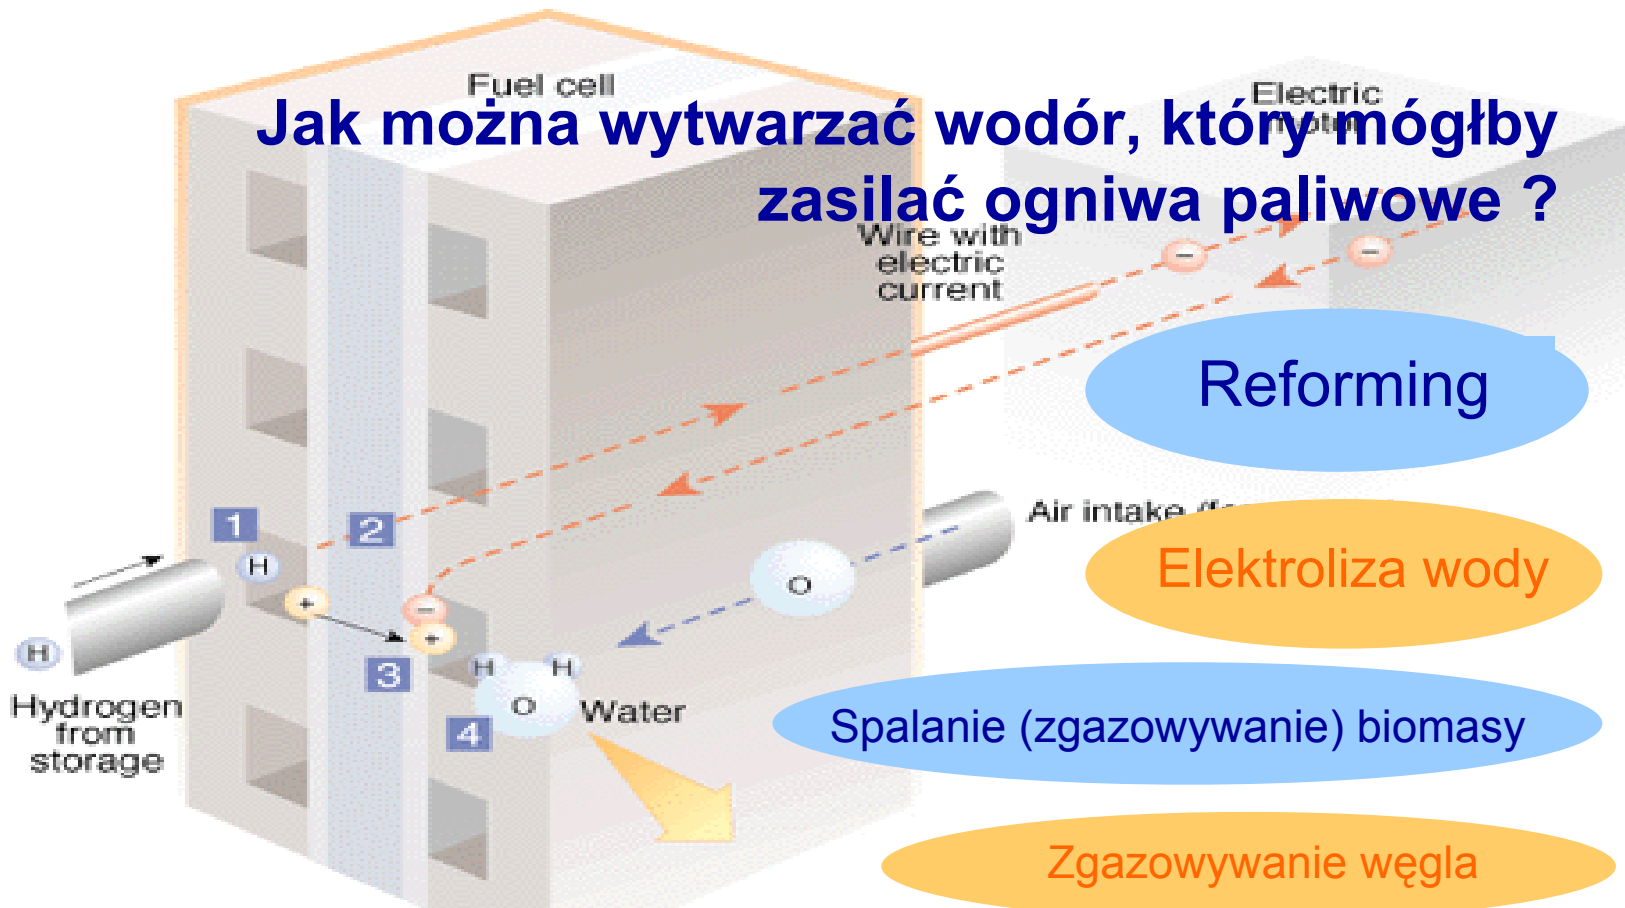 Fuel cell
Electric
Jak można wytwarzać wodór, który mógłby
zasilać ogniwa paliwowe ?
Wire with
electric
current
Reforming
1
2
Air intake
H
O
Elektroliza wody
+
−
+
−
−
H
3
H H
O
4
Water
Hydrogen
from
storage
Spalanie (zgazowywanie) biomasy
Zgazowywanie węgla